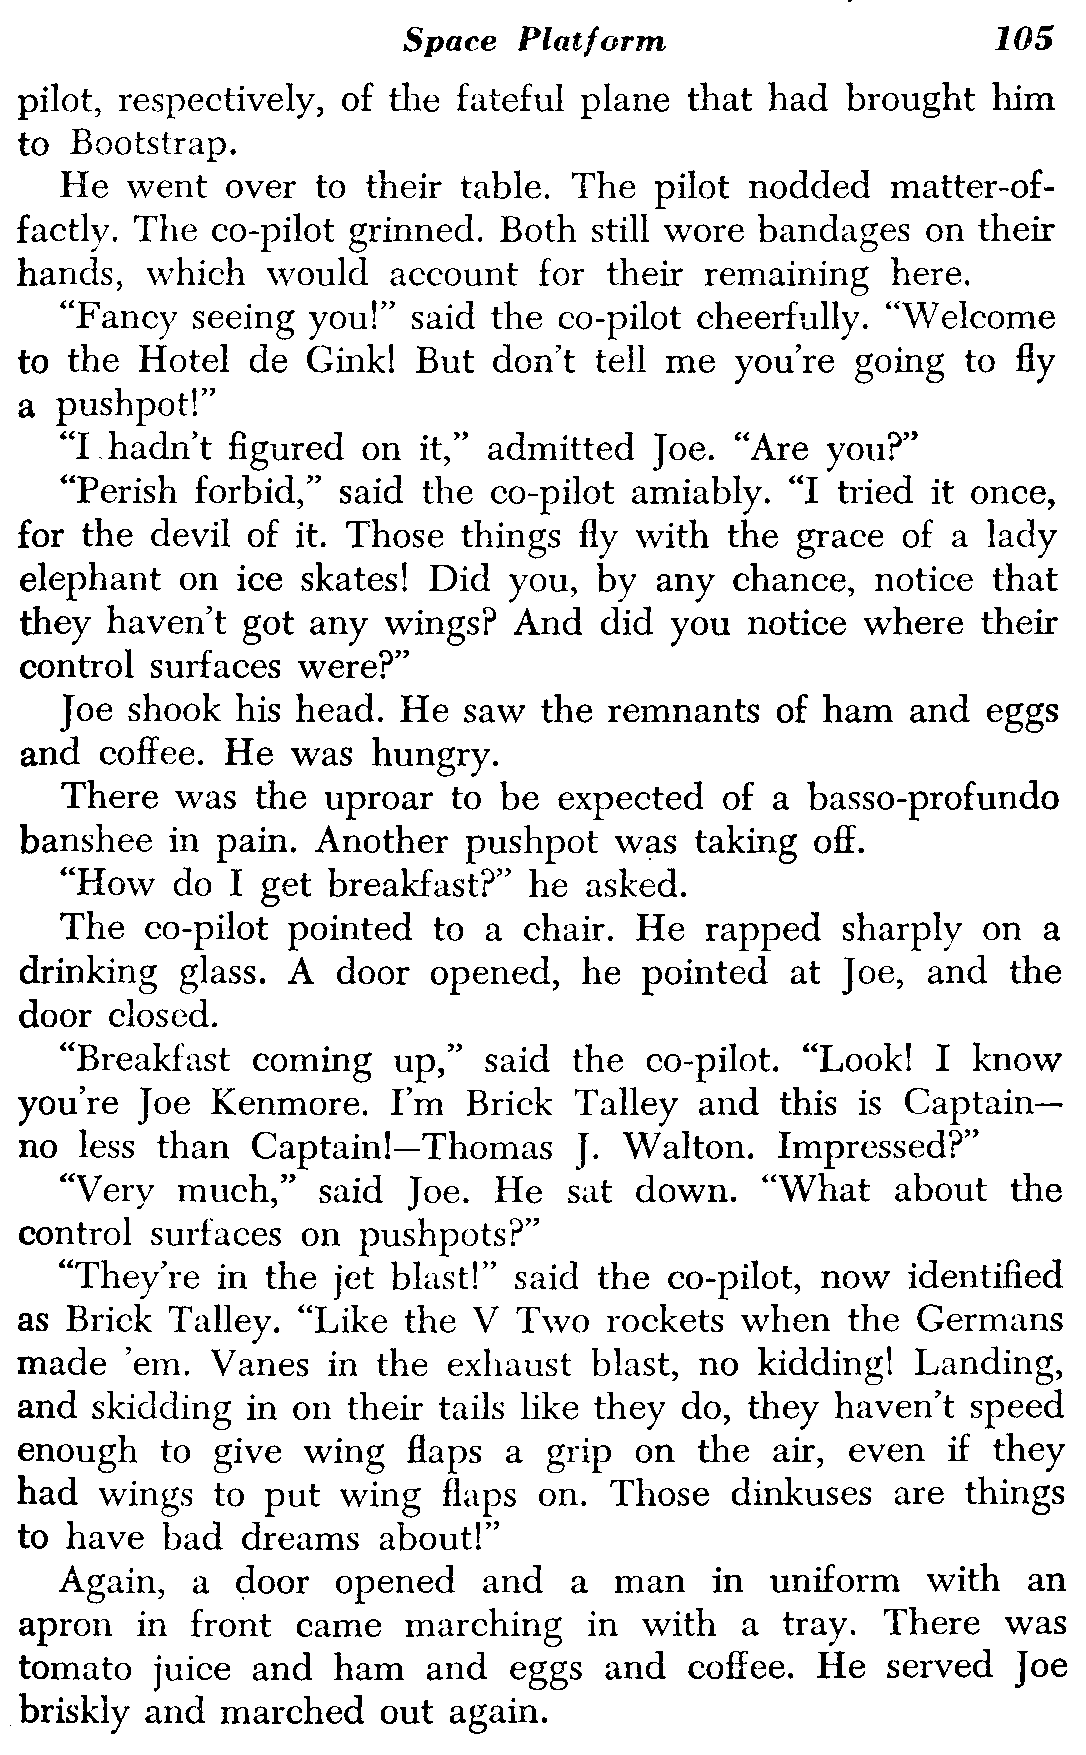 Space Platform 105
pilot, respectively, of the fateful plane that had brought him
to Bootstrap.
He went over to their table. The pilot nodded matter-of-
factly. The co-pilot grinned. Both still wore bandages on their
hands, which would account for their remaining here.
“Fancy seeing you!” said the co-pilot cheerfully. “Welcome
to the Hotel de Gink! But don’t tell me you’re going to fly
a pushpot!”
“I hadn’t figured on it,” admitted Joe. “Are you?”
“Perish forbid,” said the co-pilot amiably. “I tried it once,
for the devil of it. Those things fly with the grace of a lady
elephant on ice skates! Did you, by any chance, notice that
they haven’t got any wings? And did you notice where their
control surfaces were?”
Joe shook his head. He saw the remnants of ham and eggs
and coffee. He was hungry.
There was the uproar to be expected of a basso-profundo
banshee in pain. Another pushpot was taking off.
“How do I get breakfast?” he asked.
The co-pilot pointed to a chair. He rapped sharply on a
drinking glass. A door opened, he pointed at Joe, and the
door closed.
“Breakfast coming up,” said the co-pilot. “Look! I know
you’re Joe Kenmore. I’m Brick Talley and this is Captain—
no less than Captain!—Thomas J. Walton. Impressed?”
“Very much,” said Joe. He sat down. “What about the
control surfaces on pushpots?”
“They’re in the jet blast!” said the co-pilot, now identified
as Brick Talley. “Like the V Two rockets when the Germans
made ’em. Vanes in the exhaust blast, no kidding! Landing,
and skidding in on their tails like they do, they haven’t speed
enough to give wing flaps a grip on the air, even if they
had wings to put wing flaps on. Those dinkuses are things
to have bad dreams about!”
Again, a door opened and a man in uniform with an
apron in front came marching in with a tray. There was
tomato juice and ham and eggs and coffee. He served Joe
briskly and marched out again.